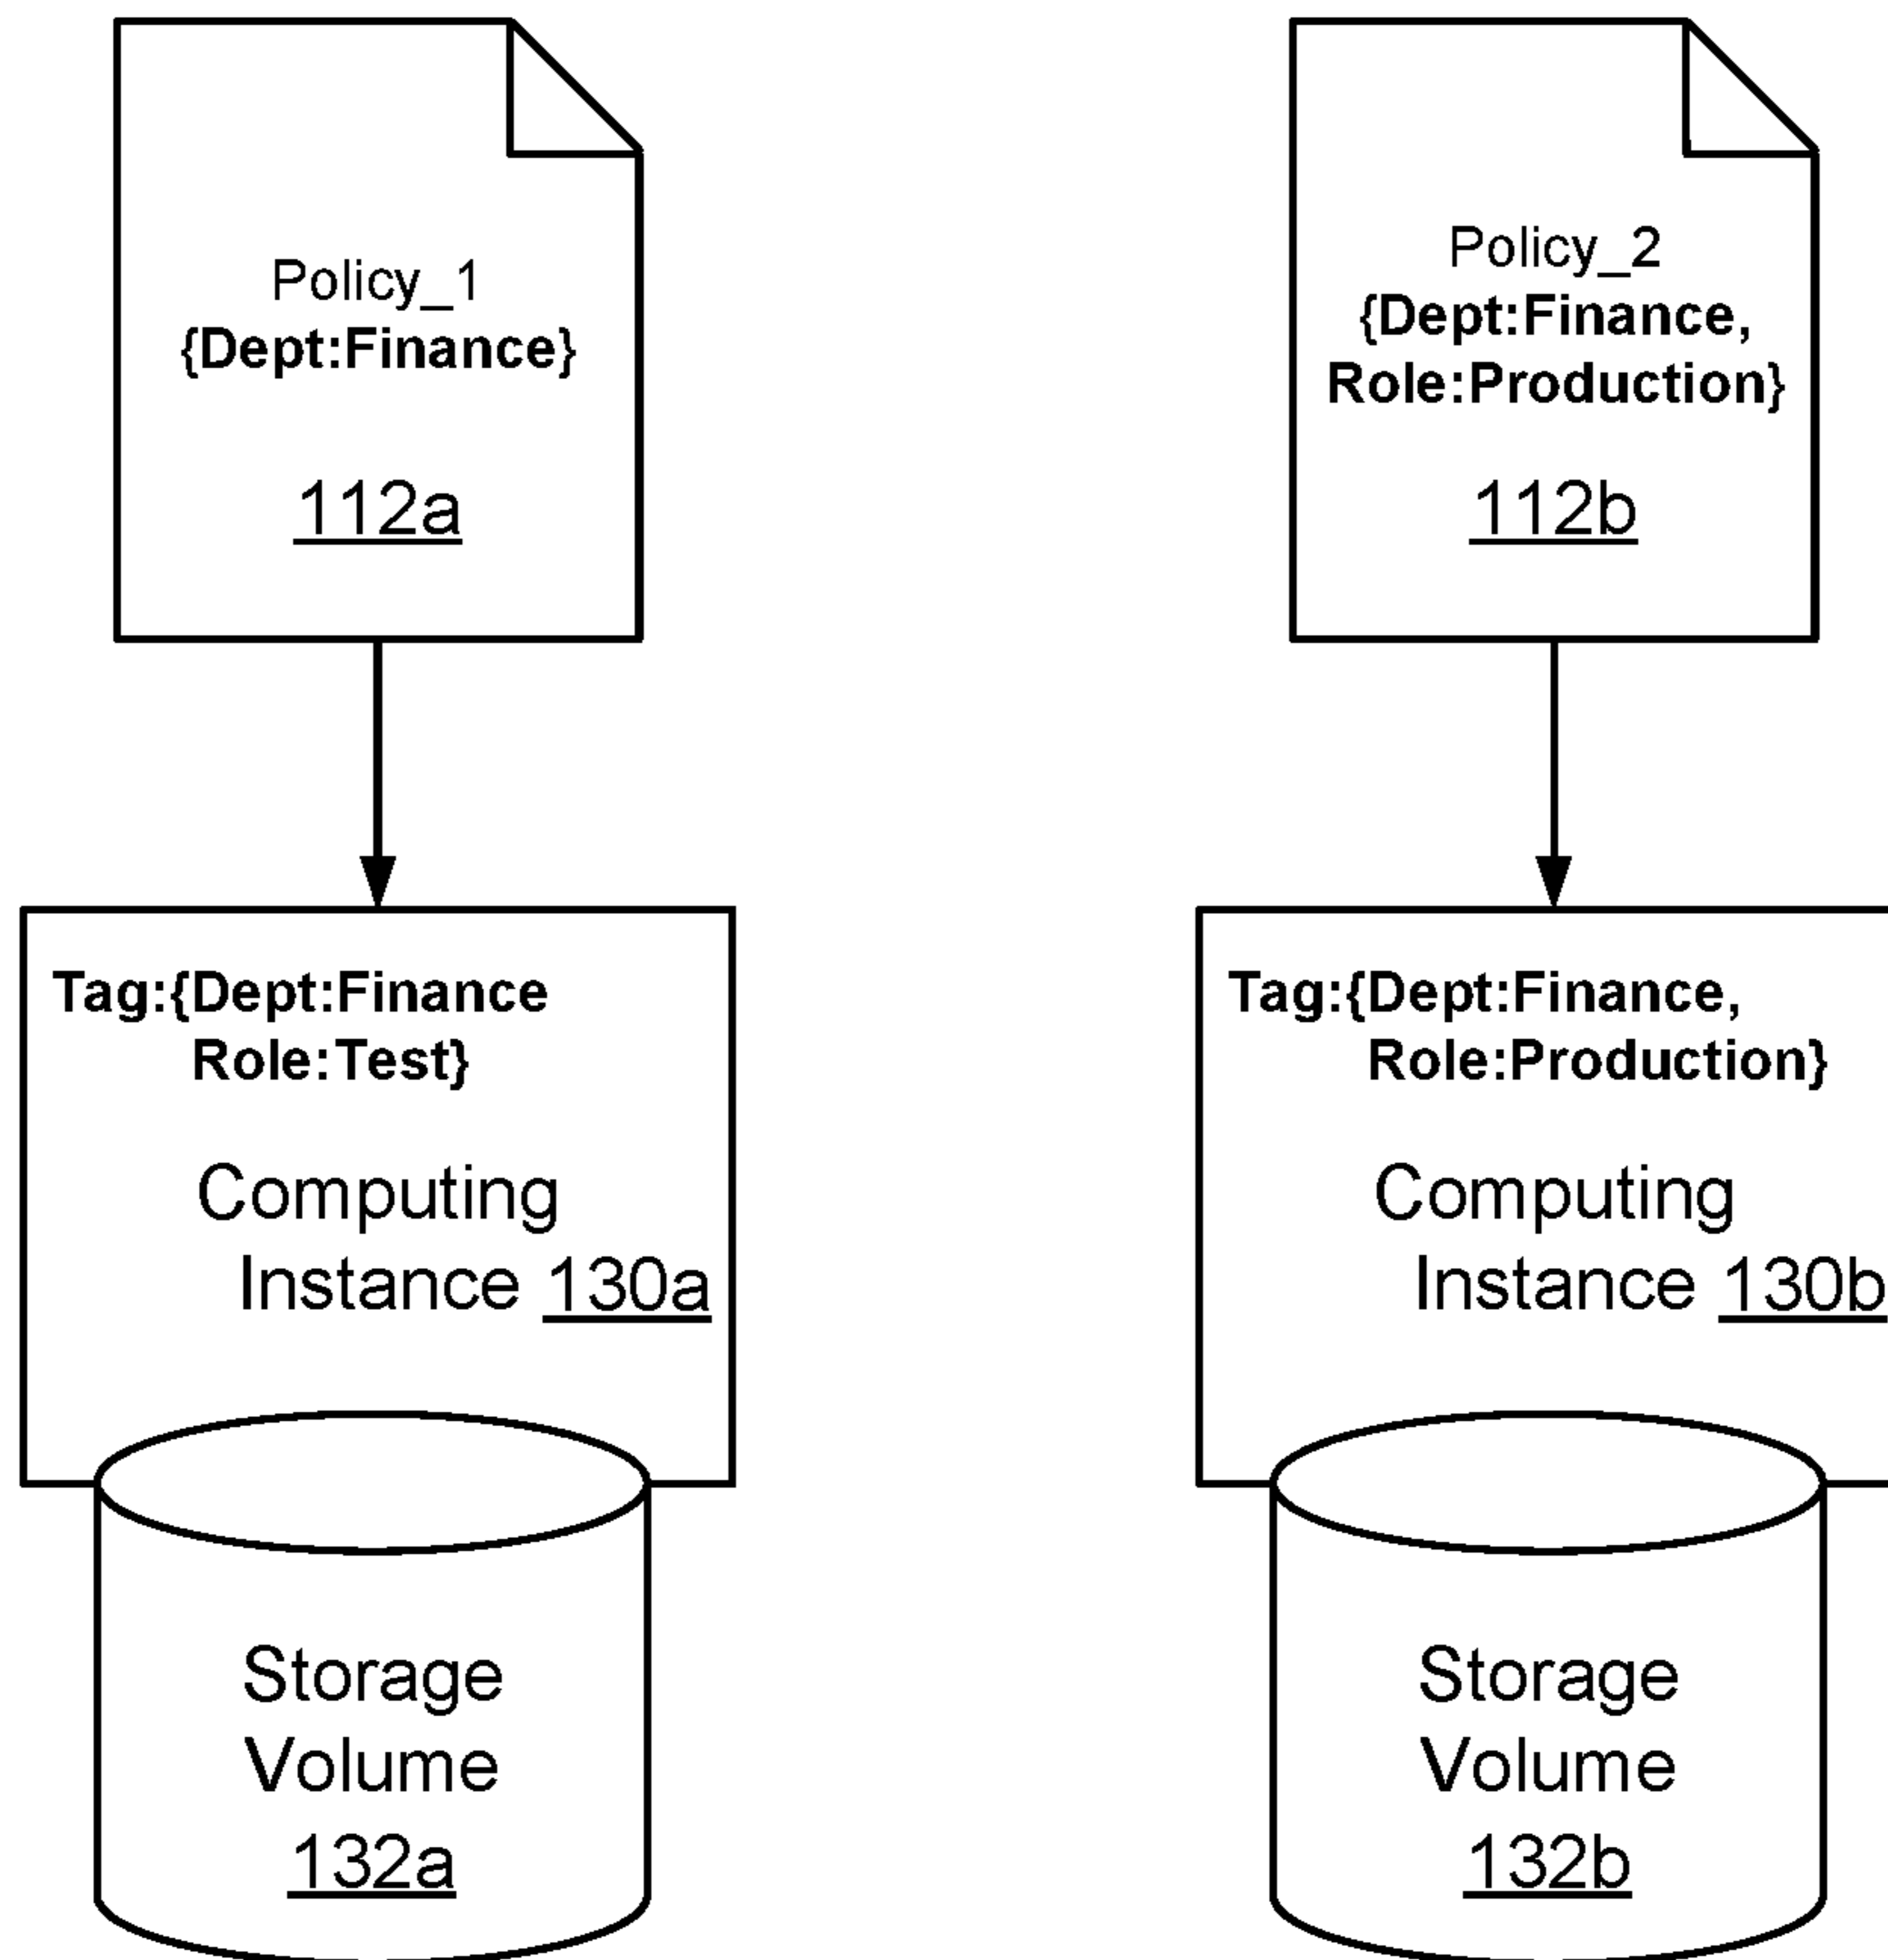 Policy_1
{Dept:Finance}
112a
Policy_2
{Dept:Finance,
Role:Production}
112b
Tag:{Dept:Finance
Role:Test}
Computing
Instance 130a
Tag:{Dept:Finance,
Role:Production}
Computing
Instance 130b
Storage
Volume
132a
Storage
Volume
132b